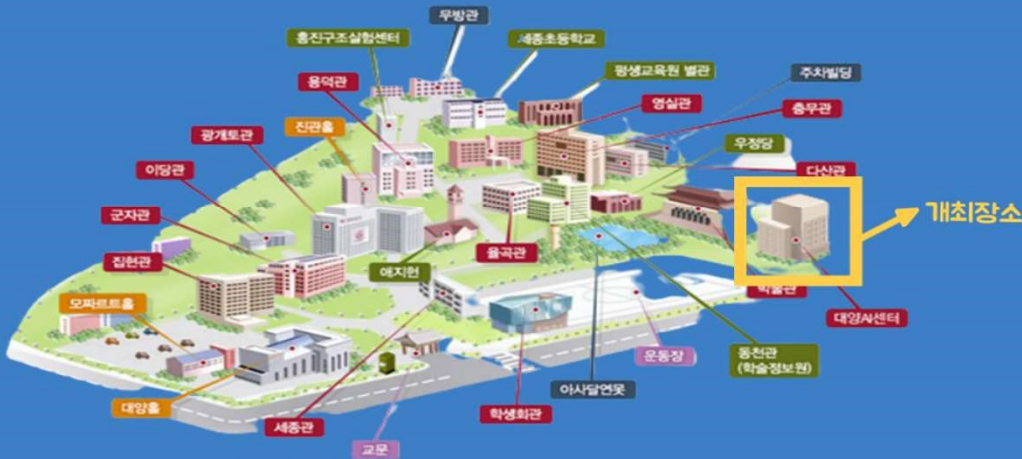 무방관
홍진구조실험센터
세종초등학교
용덕관
평생교육원 별관
주차빌딩
영실관
충무관
광개토관
진관홀
우정당
이당관
다산관
군자관
개최장소
집현관
애지헌
율곡관
박물관
모짜르트홀
대양AI센터
운동장
동천관
(학술정보원)
아사달연못
대양홀
학생회관
세종관
교문